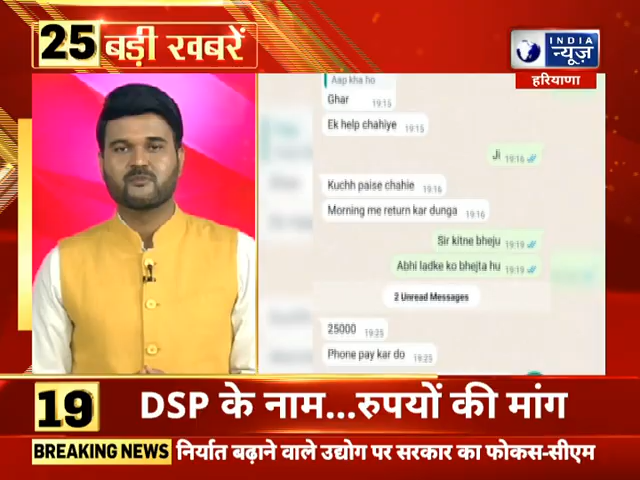 25 बड़ी खबरें
INDIA
न्यूज़
हरियाणा
Aap kha ho
Ghar 19:15
Ek help chahiye 19:15
Ji 19:16
Kuchh paise chahie 19:16
Morning me return kar dunga 19:16
Sir kitne bheju 19:19
Abhi ladke ko bhejta hu 19:19
2 Unread Messages
25000 19:25
Phone pay kar do 19:25
19 DSP के नाम...रुपयों की मांग
BREAKING NEWS निर्यात बढ़ाने वाले उद्योग पर सरकार का फोकस-सीएम